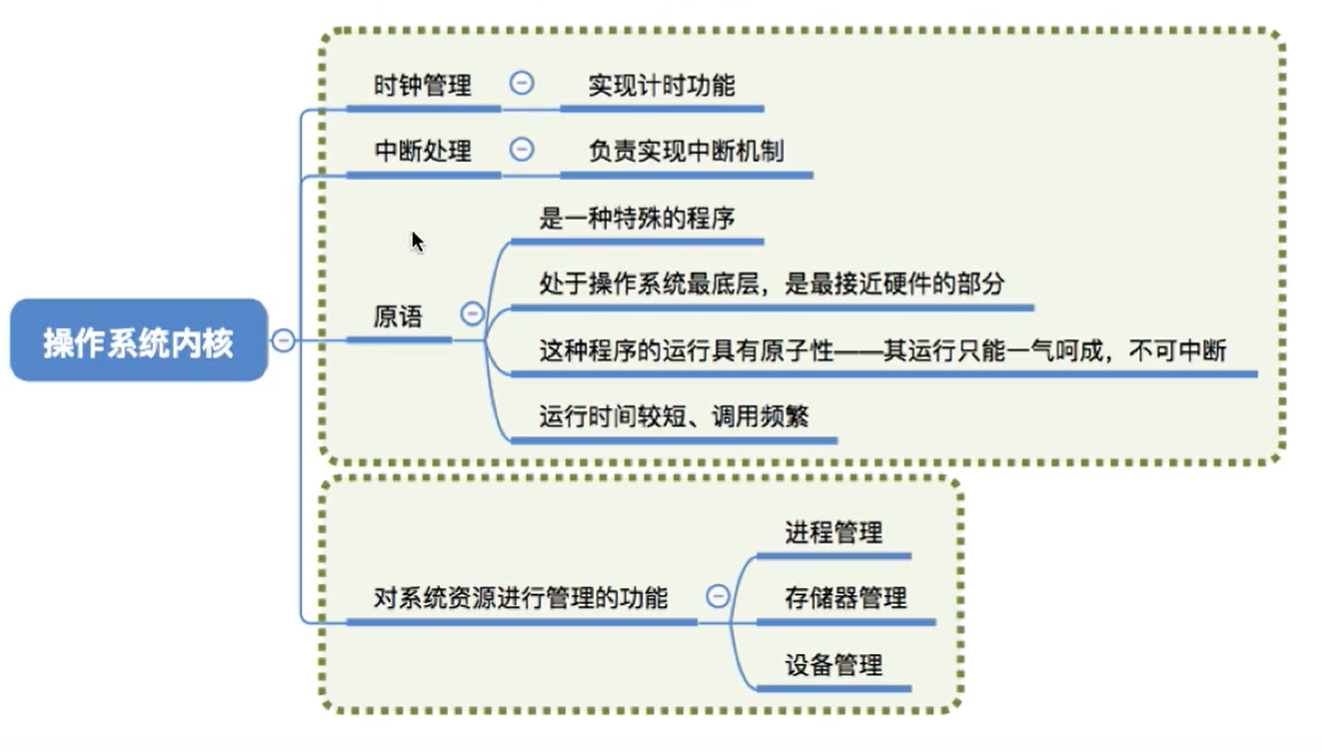 时钟管理
实现计时功能
中断处理
负责实现中断机制
操作系统内核
原语
是一种特殊的程序
处于操作系统最底层，是最接近硬件的部分
这种程序的运行具有原子性——其运行只能一气呵成，不可中断
运行时间较短、调用频繁
对系统资源进行管理的功能
进程管理
存储器管理
设备管理